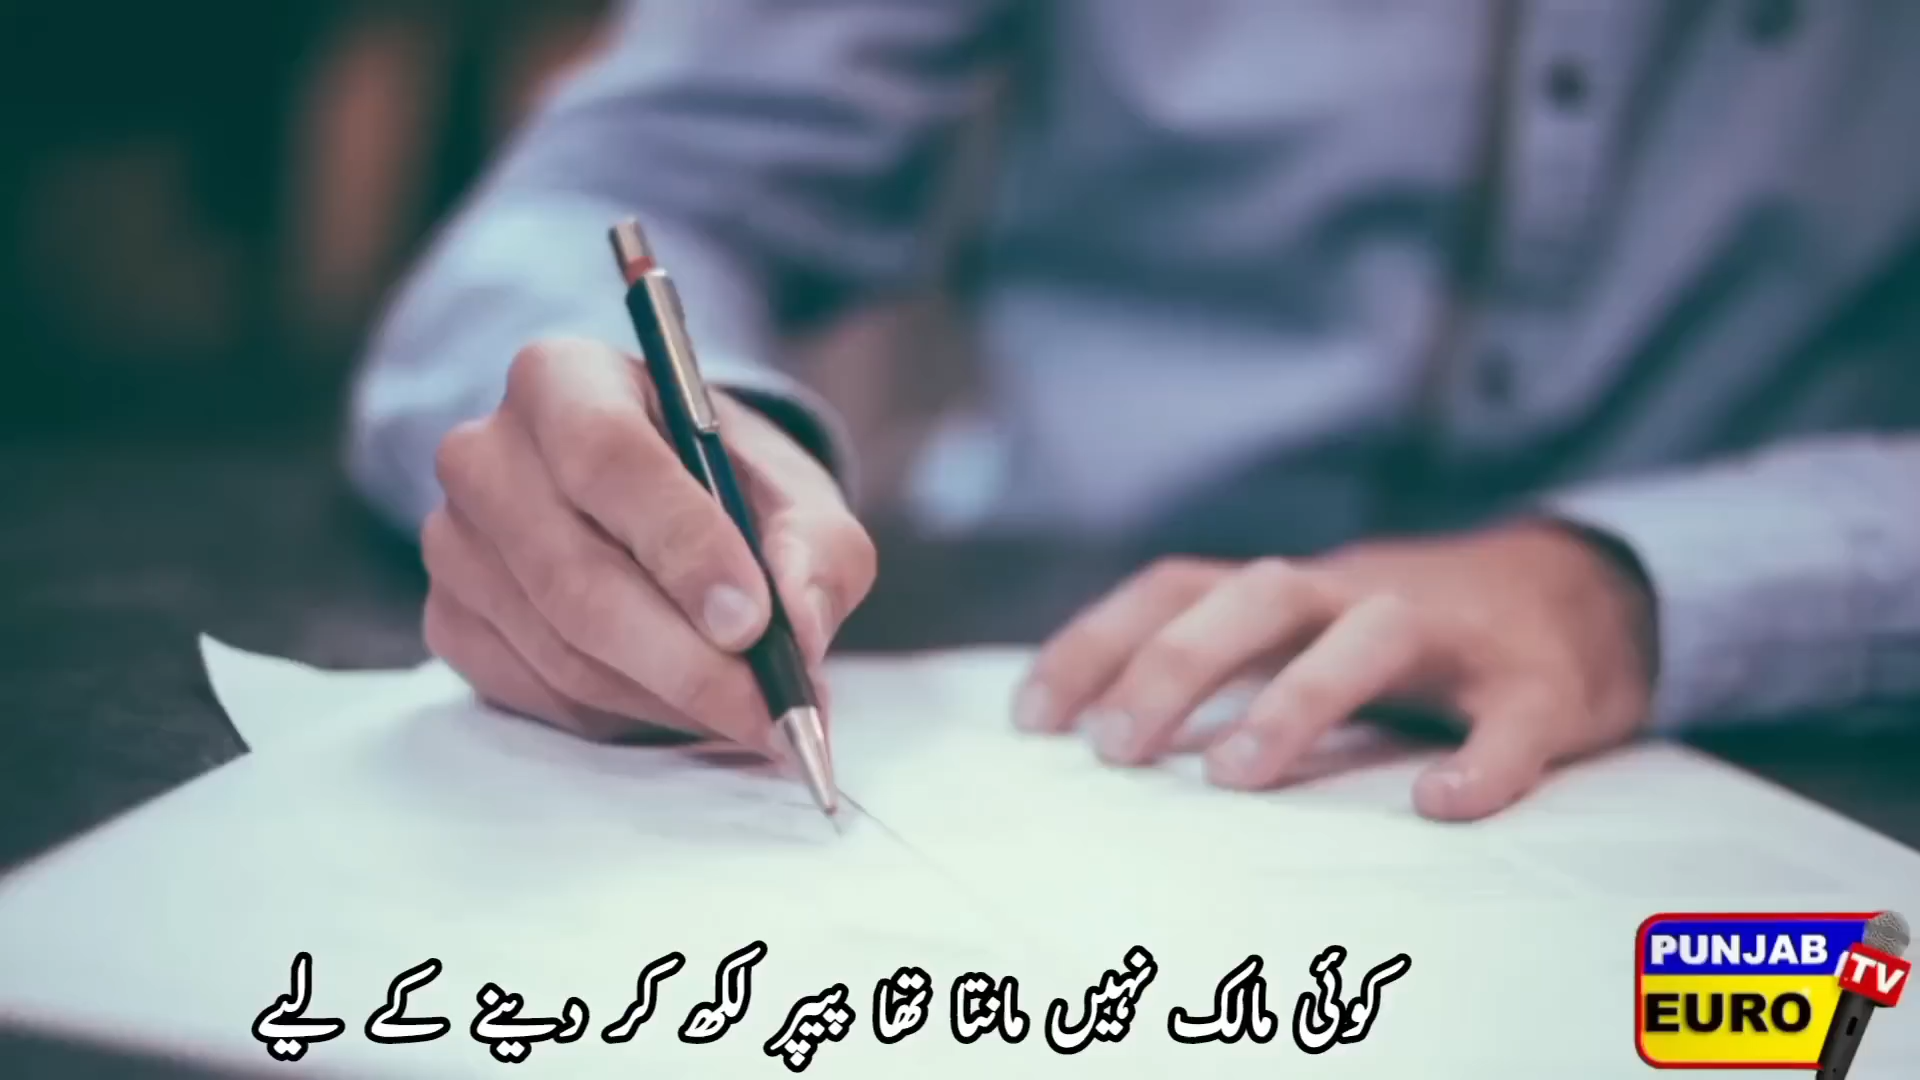 کوئی مالک نہیں مانتا تھا پیپر لکھ کر دینے کے لیے
PUNJAB
TV
EURO